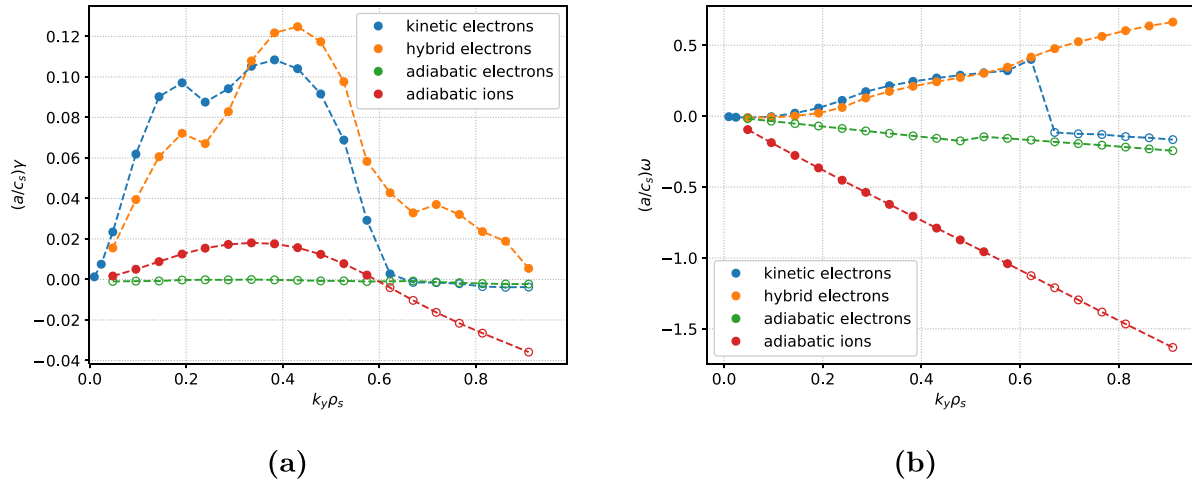 kinetic electrons
hybrid electrons
adiabatic electrons
adiabatic ions
(a/c_s)γ
0.12
0.10
0.08
0.06
0.04
0.02
0.00
−0.02
−0.04
0.0 0.2 0.4 0.6 0.8
k_yρ_s
(a)
(a/c_s)ω
0.5
0.0
−0.5
−1.0
−1.5
kinetic electrons
hybrid electrons
adiabatic electrons
adiabatic ions
0.0 0.2 0.4 0.6 0.8
k_yρ_s
(b)